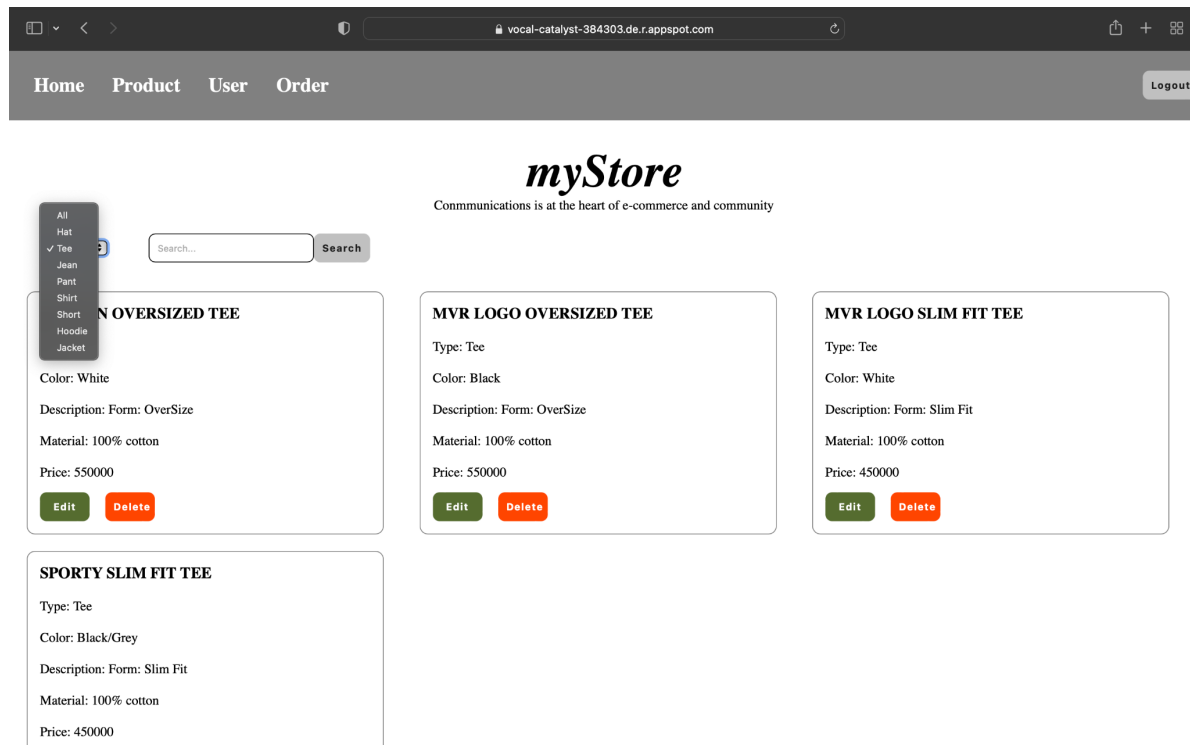 vocal-catalyst-384303.de.r.appspot.com
Home Product User Order
Logout
myStore
Conmmunications is at the heart of e-commerce and community
All
Hat
✓ Tee
Jean
Pant
Shirt
Short
Hoodie
Jacket
Search...
Search
N OVERSIZED TEE
Color: White
Description: Form: OverSize
Material: 100% cotton
Price: 550000
Edit Delete
MVR LOGO OVERSIZED TEE
Type: Tee
Color: Black
Description: Form: OverSize
Material: 100% cotton
Price: 550000
Edit Delete
MVR LOGO SLIM FIT TEE
Type: Tee
Color: White
Description: Form: Slim Fit
Material: 100% cotton
Price: 450000
Edit Delete
SPORTY SLIM FIT TEE
Type: Tee
Color: Black/Grey
Description: Form: Slim Fit
Material: 100% cotton
Price: 450000